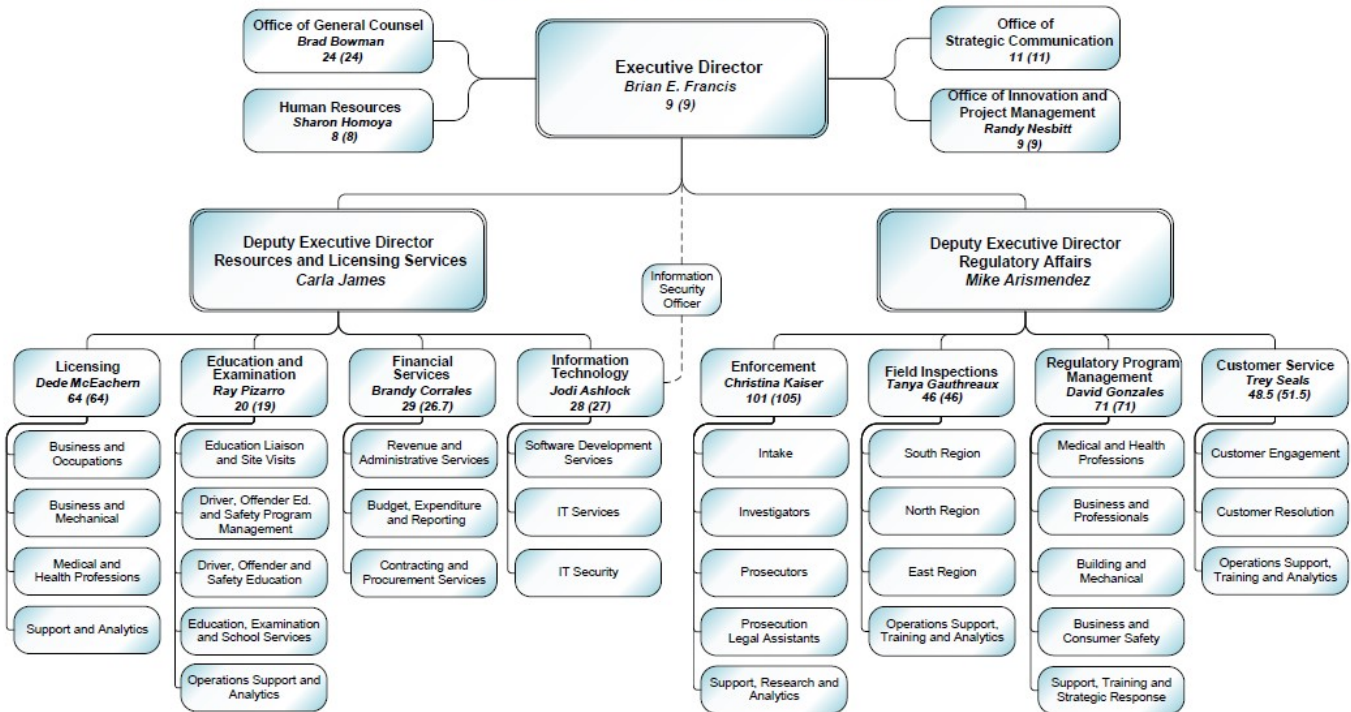 Office of General Counsel
Brad Bowman
24 (24)
Human Resources
Sharon Homoya
8 (8)
Executive Director
Brian E. Francis
9 (9)
Office of
Strategic Communication
11 (11)
Office of Innovation and
Project Management
Randy Nesbitt
9 (9)
Deputy Executive Director
Resources and Licensing Services
Carla James
Information
Security
Officer
Deputy Executive Director
Regulatory Affairs
Mike Arismendez
Licensing
Dede McEachern
64 (64)
Business and
Occupations
Business and
Mechanical
Medical and
Health Professions
Support and Analytics
Education and
Examination
Ray Pizarro
20 (19)
Education Liaison
and Site Visits
Driver, Offender Ed.
and Safety Program
Management
Driver, Offender and
Safety Education
Education, Examination
and School Services
Operations Support and
Analytics
Financial
Services
Brandy Corrales
29 (26.7)
Revenue and
Administrative Services
Budget, Expenditure
and Reporting
Contracting and
Procurement Services
Information
Technology
Jodi Ashlock
28 (27)
Software Development
Services
IT Services
IT Security
Enforcement
Christina Kaiser
101 (105)
Intake
Investigators
Prosecutors
Prosecution
Legal Assistants
Support, Research and
Analytics
Field Inspections
Tanya Gauthreaux
46 (46)
South Region
North Region
East Region
Operations Support,
Training and Analytics
Regulatory Program
Management
David Gonzales
71 (71)
Medical and Health
Professions
Business and
Professionals
Building and
Mechanical
Business and
Consumer Safety
Support, Training and
Strategic Response
Customer Service
Trey Seals
48.5 (51.5)
Customer Engagement
Customer Resolution
Operations Support,
Training and Analytics